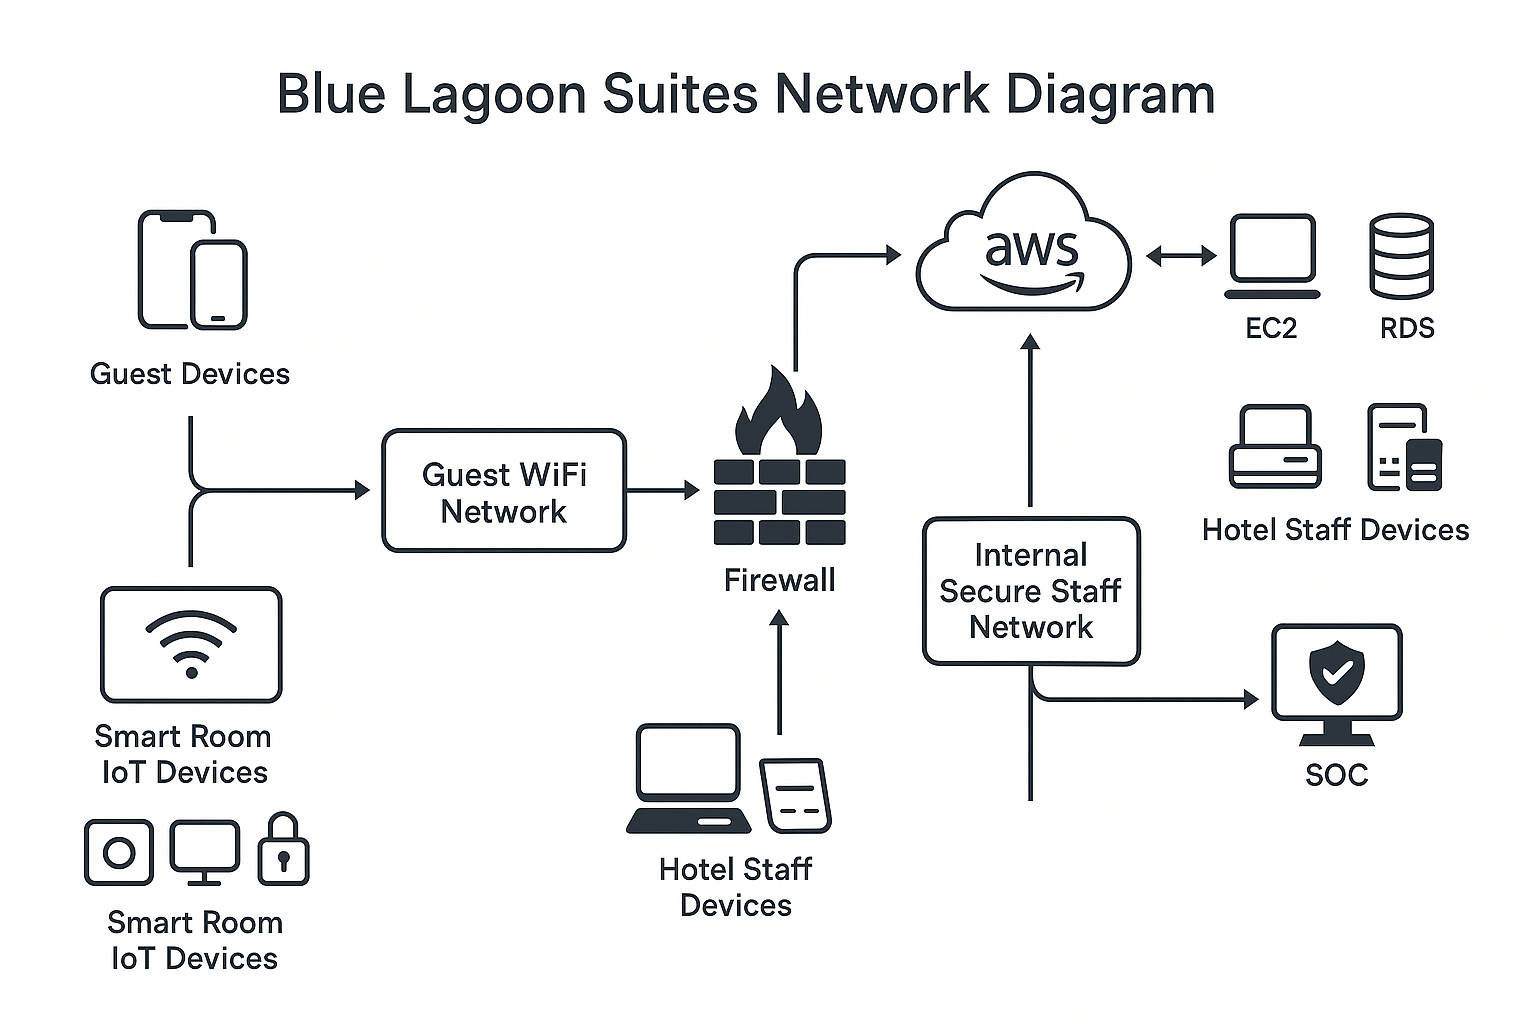 Blue Lagoon Suites Network Diagram
Guest Devices
Smart Room
IoT Devices
Smart Room
IoT Devices
Guest WiFi
Network
Firewall
Hotel Staff
Devices
aws
EC2
RDS
Hotel Staff Devices
Internal
Secure Staff
Network
SOC